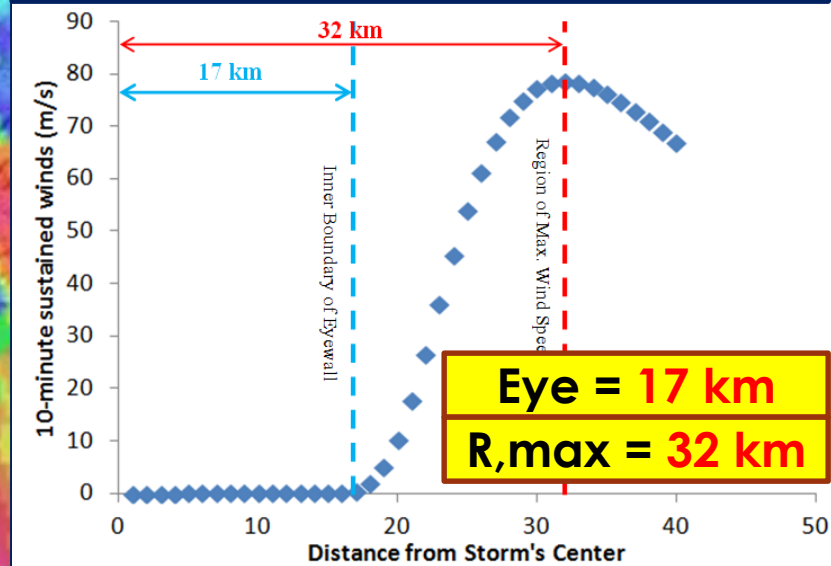 90
80
70
60
50
40
30
20
10
0
10-minute sustained winds (m/s)
32 km
17 km
Inner Boundary of Eyewall
Region of Max. Wind Spee
Eye = 17 km
R,max = 32 km
0 10 20 30 40 50
Distance from Storm's Center